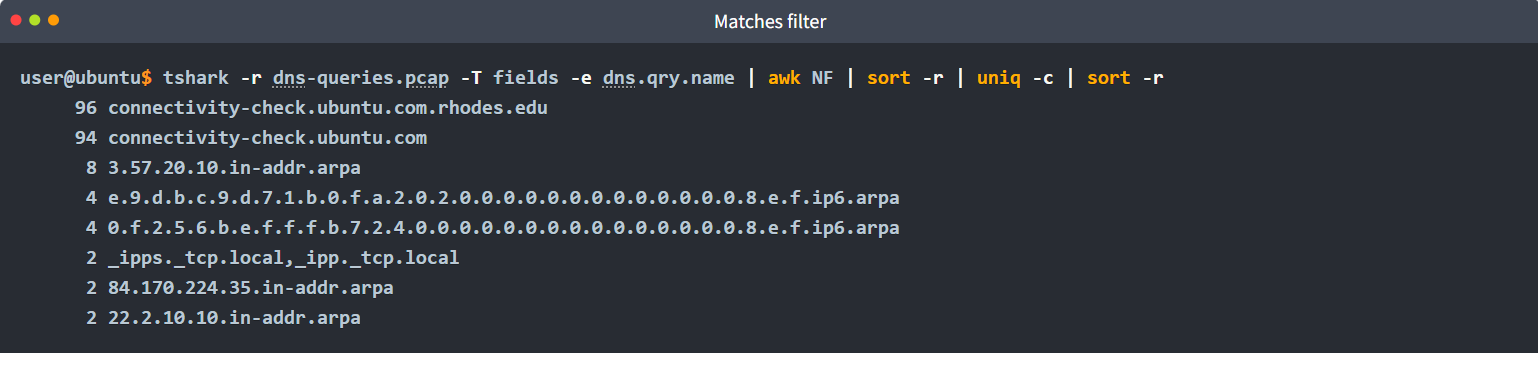 Matches filter
user@ubuntu$ tshark -r dns-queries.pcap -T fields -e dns.qry.name | awk NF | sort -r | uniq -c | sort -r
96 connectivity-check.ubuntu.com.rhodes.edu
94 connectivity-check.ubuntu.com
8 3.57.20.10.in-addr.arpa
4 e.9.d.b.c.9.d.7.1.b.0.f.a.2.0.2.0.0.0.0.0.0.0.0.0.0.0.0.0.8.e.f.ip6.arpa
4 0.f.2.5.6.b.e.f.f.f.b.7.2.4.0.0.0.0.0.0.0.0.0.0.0.0.0.0.0.8.e.f.ip6.arpa
2 _ipps._tcp.local,_ipp._tcp.local
2 84.170.224.35.in-addr.arpa
2 22.2.10.10.in-addr.arpa